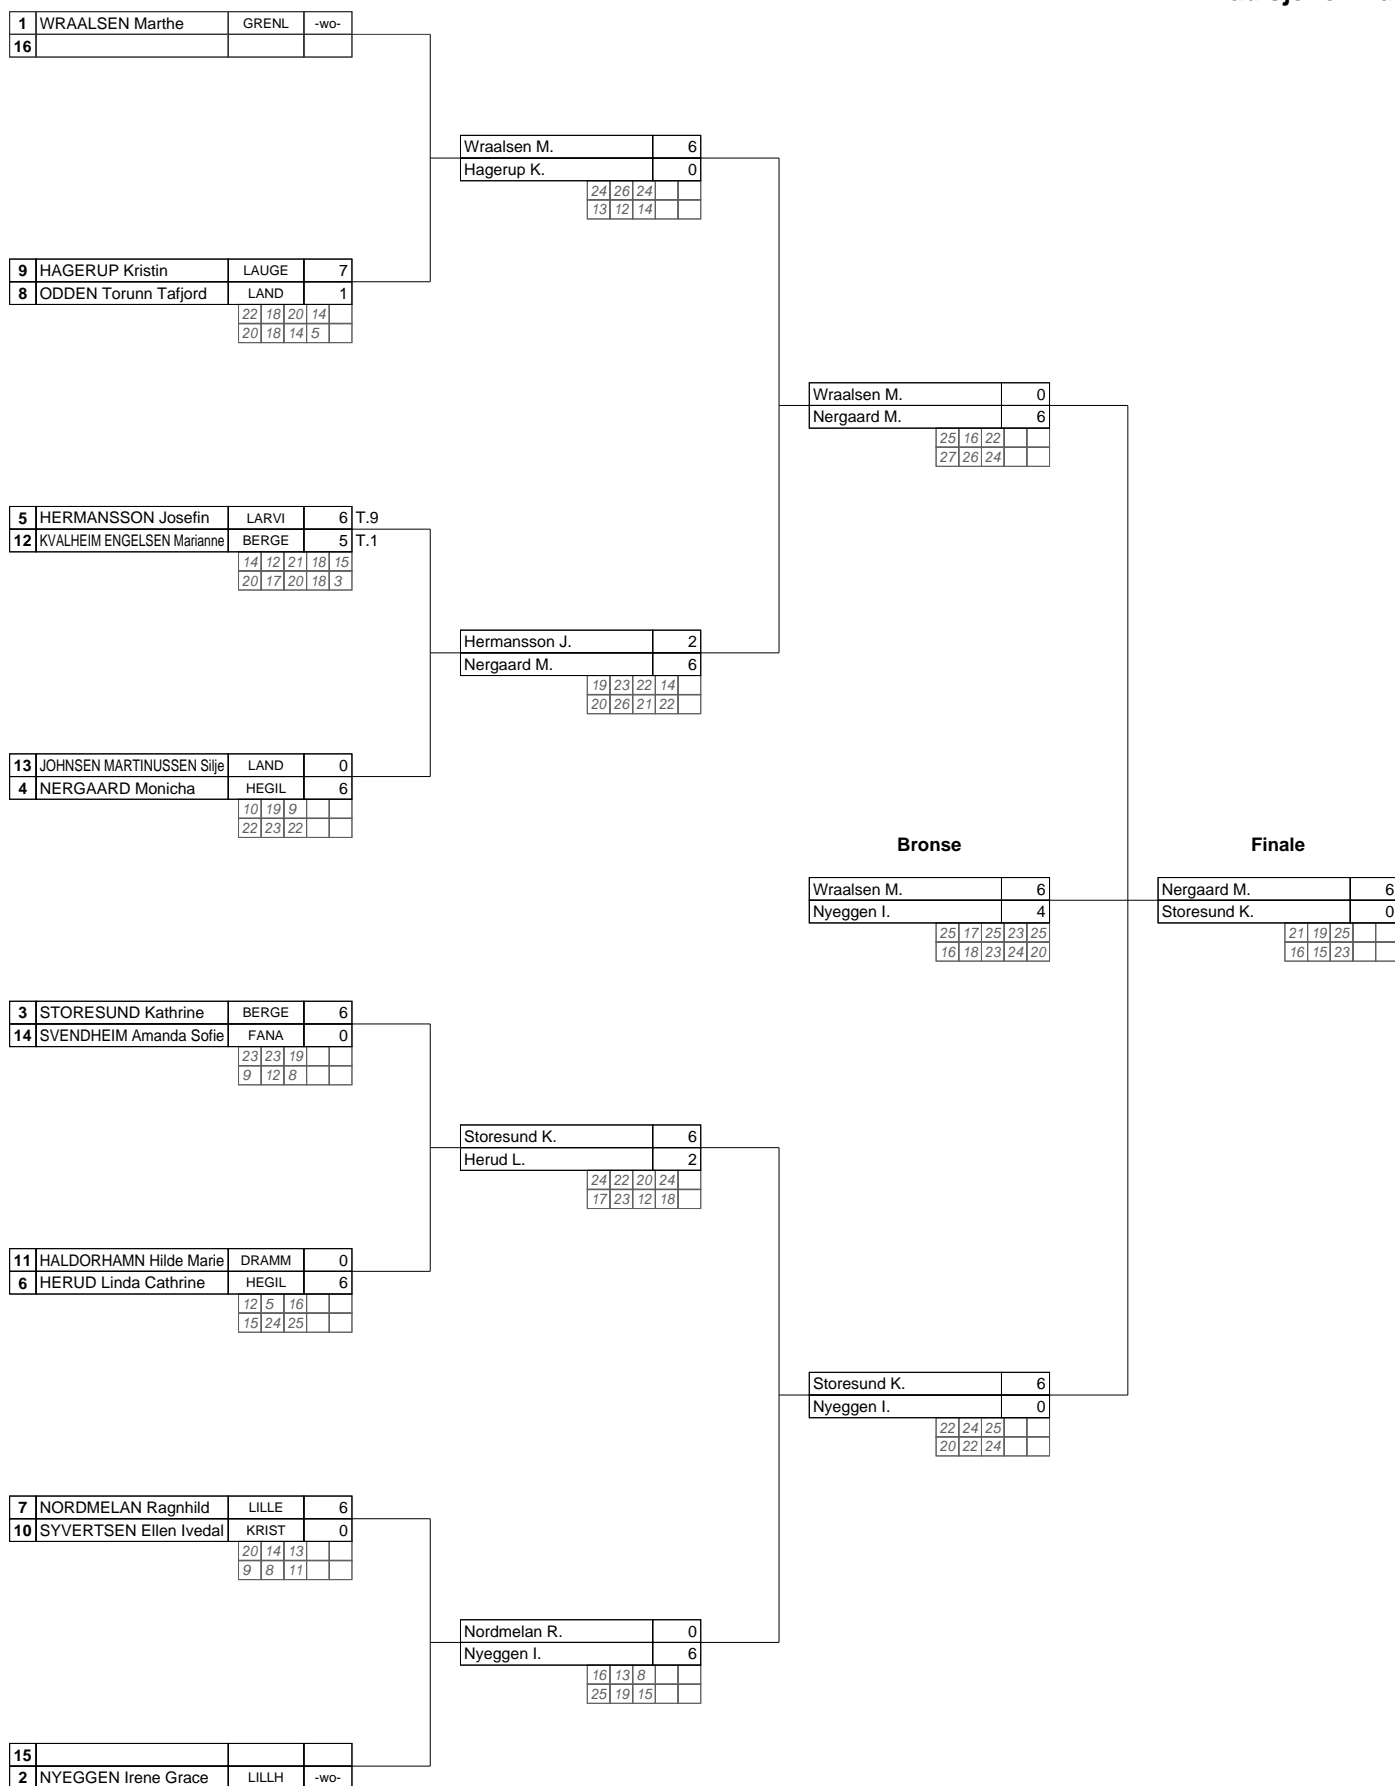 1 WRAALSEN Marthe GRENL -wo-
16
Wraalsen M. 6
Hagerup K. 0
24 26 24
13 12 14
9 HAGERUP Kristin LAUGE 7
8 ODDEN Torunn Tafjord LAND 1
22 18 20 14
20 18 14 5
Wraalsen M. 0
Nergaard M. 6
25 16 22
27 26 24
5 HERMANSSON Josefin LARVI 6 T.9
12 KVALHEIM ENGELSEN Marianne BERGE 5 T.1
14 12 21 18 15
20 17 20 18 3
Hermansson J. 2
Nergaard M. 6
19 23 22 14
20 26 21 22
13 JOHNSEN MARTINUSSEN Silje LAND 0
4 NERGAARD Monicha HEGIL 6
10 19 9
22 23 22
Bronse Finale
Wraalsen M. 6 Nergaard M. 6
Nyeggen I. 4 Storesund K. 0
25 17 25 23 25 21 19 25
16 18 23 24 20 16 15 23
3 STORESUND Kathrine BERGE 6
14 SVENDHEIM Amanda Sofie FANA 0
23 23 19
9 12 8
Storesund K. 6
Herud L. 2
24 22 20 24
17 23 12 18
11 HALDORHAMN Hilde Marie DRAMM 0
6 HERUD Linda Cathrine HEGIL 6
12 5 16
15 24 25
Storesund K. 6
Nyeggen I. 0
22 24 25
20 22 24
7 NORDMELAN Ragnhild LILLE 6
10 SYVERTSEN Ellen Ivedal KRIST 0
20 14 13
9 8 11
Nordmelan R. 0
Nyeggen I. 6
16 13 8
25 19 15
15
2 NYEGGEN Irene Grace LILLH -wo-